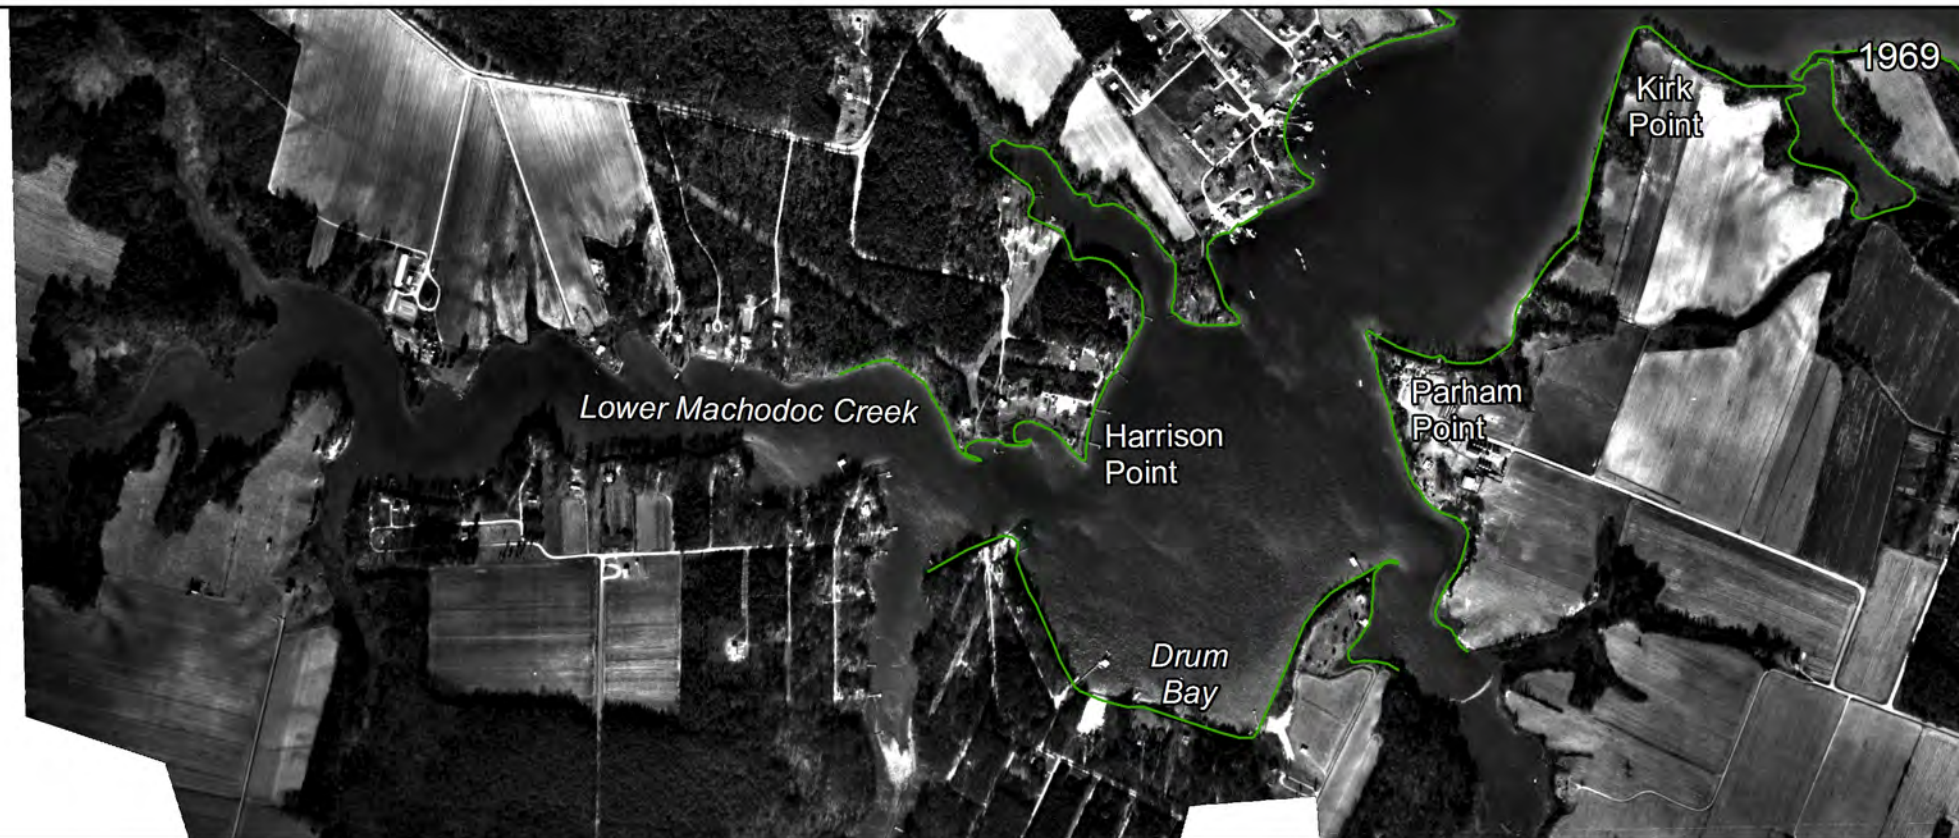 1969
Kirk
Point
Parham
Point
Lower Machodoc Creek
Harrison
Point
Drum
Bay